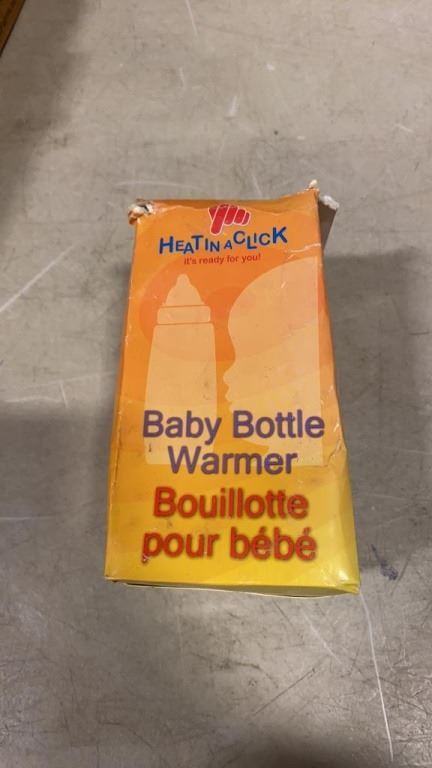 HEAT IN A CLICK
it's ready for you!
Baby Bottle
Warmer
Bouillotte
pour bébé